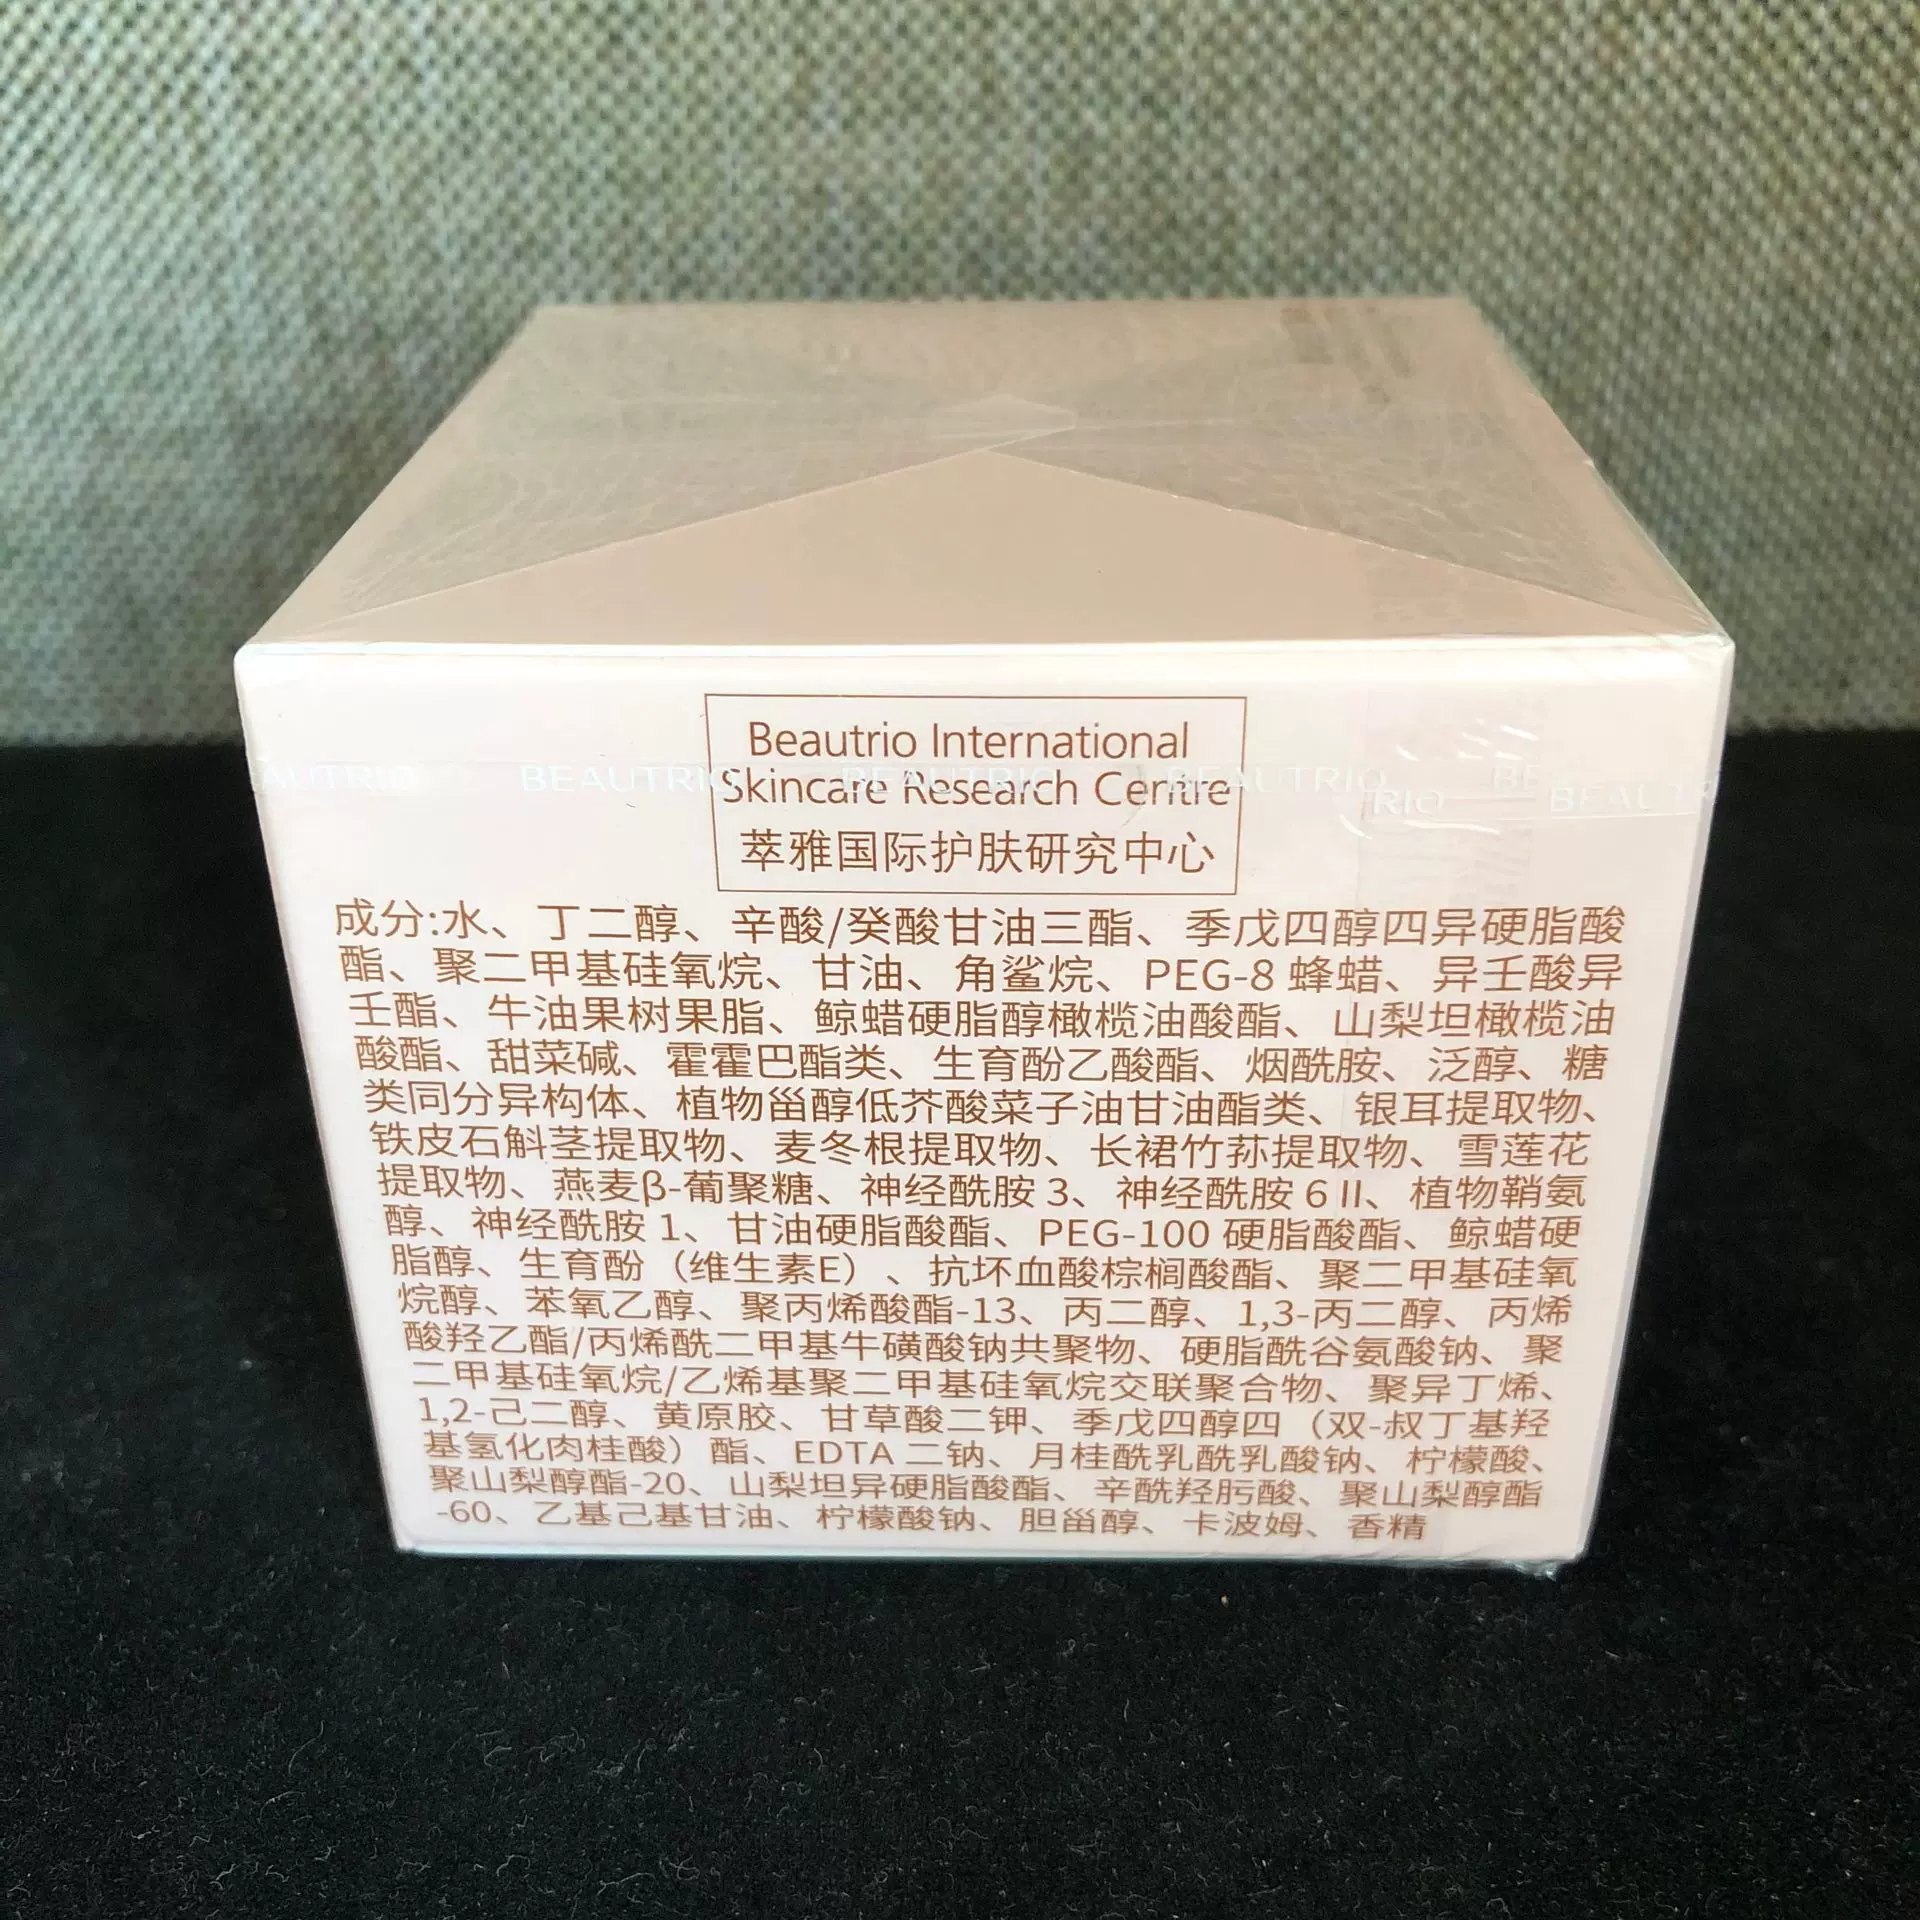 Beautrio International
Skincare Research Centre
萃雅国际护肤研究中心
AUTRIO BEAUTRIO BEAUTRIO BEAUTRIO RIO BE BEAUTR
成分:水、丁二醇、辛酸/癸酸甘油三酯、季戊四醇四异硬脂酸
酯、聚二甲基硅氧烷、甘油、角鲨烷、PEG-8 蜂蜡、异壬酸异
壬酯、牛油果树果脂、鲸蜡硬脂醇橄榄油酸酯、山梨坦橄榄油
酸酯、甜菜碱、霍霍巴酯类、生育酚乙酸酯、烟酰胺、泛醇、糖
类同分异构体、植物甾醇低芥酸菜子油甘油酯类、银耳提取物、
铁皮石斛茎提取物、麦冬根提取物、长裙竹荪提取物、雪莲花
提取物、燕麦β-葡聚糖、神经酰胺 3、神经酰胺 6 II、植物鞘氨
醇、神经酰胺 1、甘油硬脂酸酯、PEG-100 硬脂酸酯、鲸蜡硬
脂醇、生育酚（维生素E）、抗坏血酸棕榈酸酯、聚二甲基硅氧
烷醇、苯氧乙醇、聚丙烯酸酯-13、丙二醇、1,3-丙二醇、丙烯
酸羟乙酯/丙烯酰二甲基牛磺酸钠共聚物、硬脂酰谷氨酸钠、聚
二甲基硅氧烷/乙烯基聚二甲基硅氧烷交联聚合物、聚异丁烯、
1,2-己二醇、黄原胶、甘草酸二钾、季戊四醇四（双-叔丁基羟
基氢化肉桂酸）酯、EDTA 二钠、月桂酰乳酰乳酸钠、柠檬酸、
聚山梨醇酯-20、山梨坦异硬脂酸酯、辛酰羟肟酸、聚山梨醇酯
-60、乙基己基甘油、柠檬酸钠、胆甾醇、卡波姆、香精